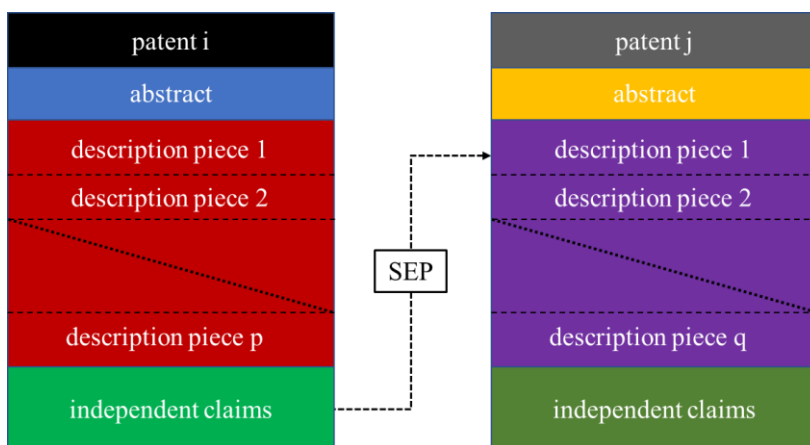 patent i
abstract
description piece 1
description piece 2
description piece p
independent claims
SEP
patent j
abstract
description piece 1
description piece 2
description piece q
independent claims